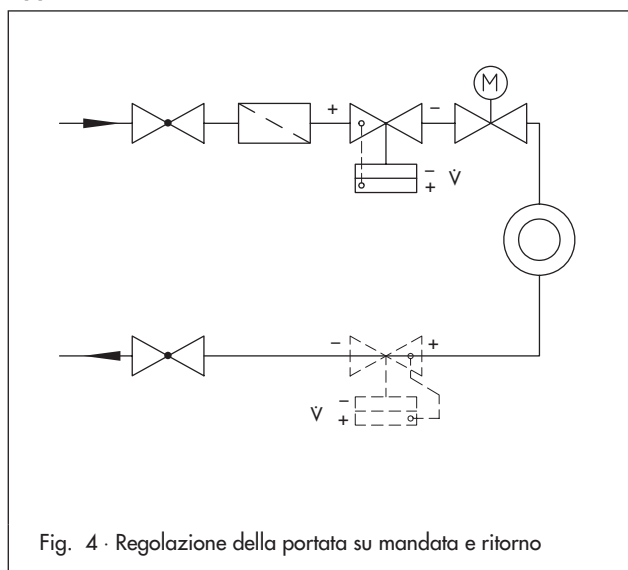 M
+ −
−
+ V̇
− +
−
V̇ +
Fig. 4 · Regolazione della portata su mandata e ritorno